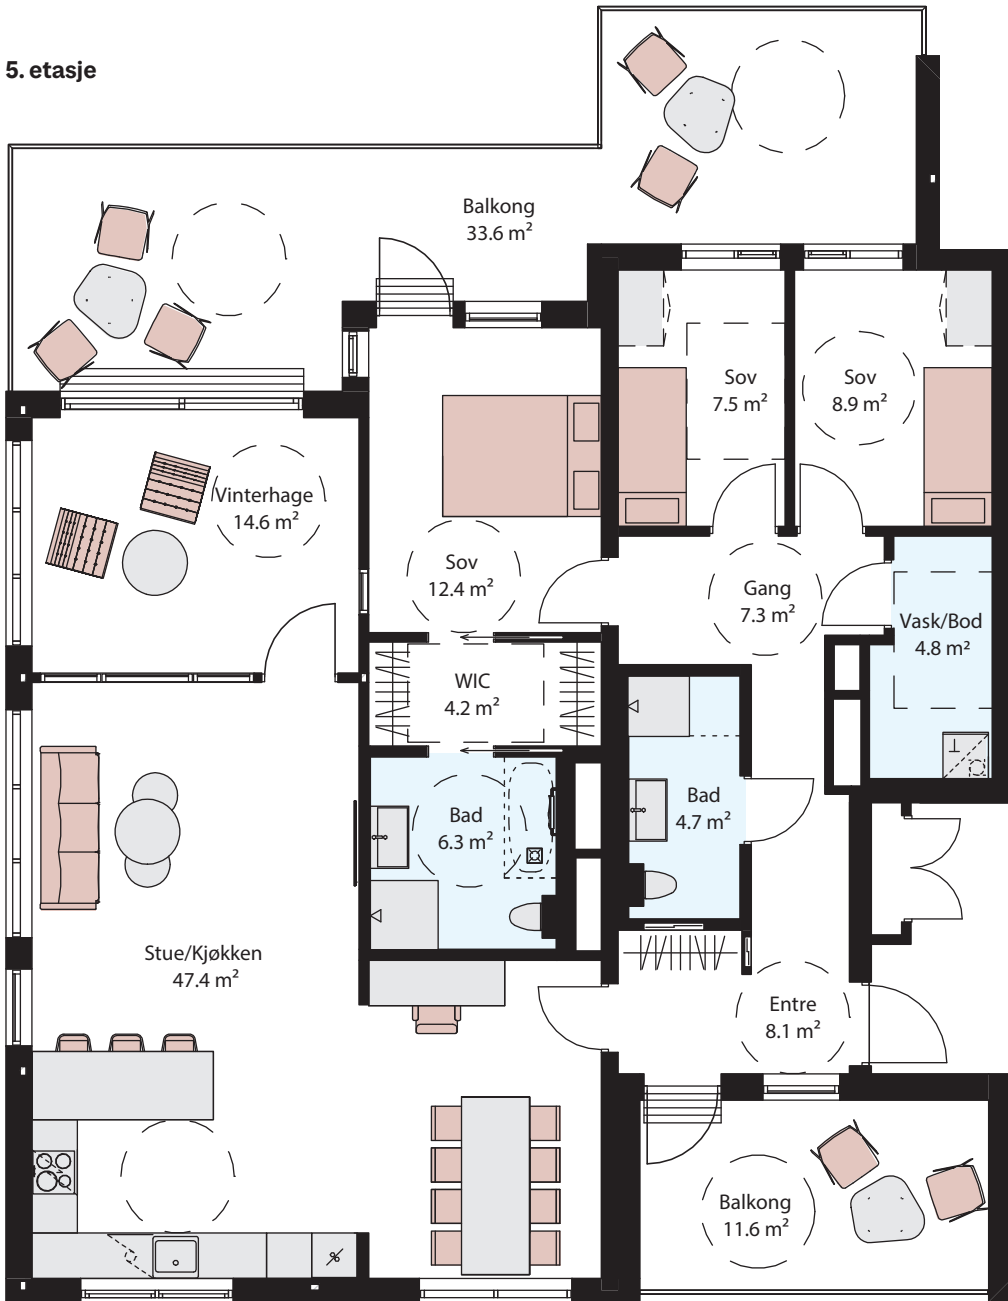 5. etasje
Balkong
33.6 m²
Sov
7.5 m²
Sov
8.9 m²
Vinterhage
14.6 m²
Sov
12.4 m²
Gang
7.3 m²
Vask/Bod
4.8 m²
WIC
4.2 m²
Bad
6.3 m²
Bad
4.7 m²
Stue/Kjøkken
47.4 m²
Entre
8.1 m²
Balkong
11.6 m²